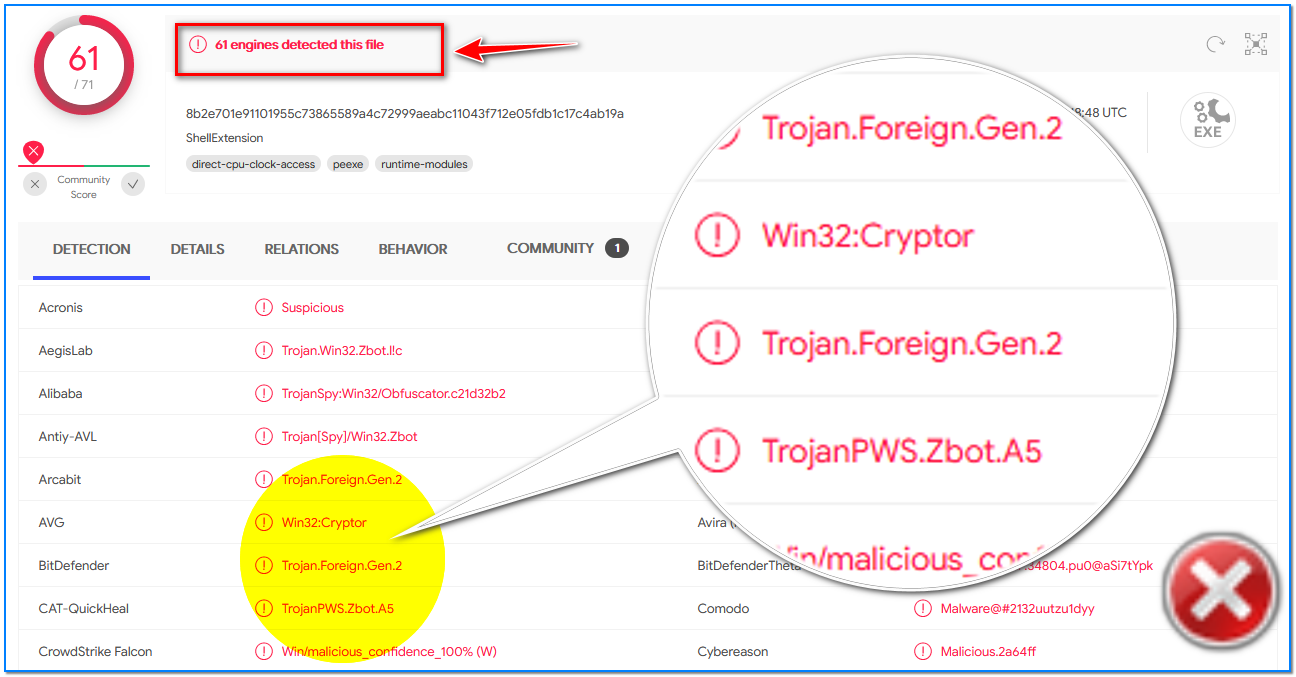 61
/ 71
61 engines detected this file
8b2e701e91101955c73865589a4c72999aeabc11043f712e05fdb1c17c4ab19a
ShellExtension
direct-cpu-clock-access peexe runtime-modules
:48 UTC
EXE
Community
Score
DETECTION DETAILS RELATIONS BEHAVIOR COMMUNITY 1
Acronis Suspicious
AegisLab Trojan.Win32.Zbot.l!c
Alibaba TrojanSpy:Win32/Obfuscator.c21d32b2
Antiy-AVL Trojan[Spy]/Win32.Zbot
Arcabit Trojan.Foreign.Gen.2
AVG Win32:Cryptor Avira
BitDefender Trojan.Foreign.Gen.2 BitDefenderTheta .34804.pu0@aSi7tYpk
CAT-QuickHeal TrojanPWS.Zbot.A5 Comodo Malware@#2132uutzu1dyy
CrowdStrike Falcon Win/malicious_confidence_100% (W) Cybereason Malicious.2a64ff
Trojan.Foreign.Gen.2
Win32:Cryptor
Trojan.Foreign.Gen.2
TrojanPWS.Zbot.A5
Win/malicious_conf